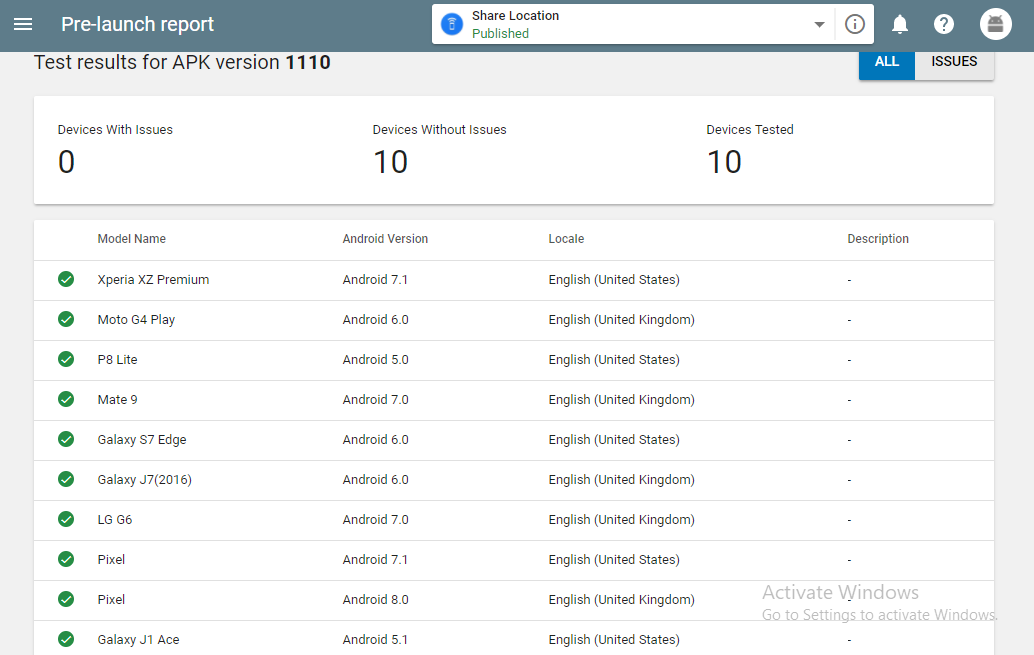 Pre-launch report
Share Location
Published
Test results for APK version 1110
ALL ISSUES
Devices With Issues Devices Without Issues Devices Tested
0 10 10
Model Name Android Version Locale Description
Xperia XZ Premium Android 7.1 English (United States) -
Moto G4 Play Android 6.0 English (United Kingdom) -
P8 Lite Android 5.0 English (United States) -
Mate 9 Android 7.0 English (United Kingdom) -
Galaxy S7 Edge Android 6.0 English (United States) -
Galaxy J7(2016) Android 6.0 English (United Kingdom) -
LG G6 Android 7.0 English (United Kingdom) -
Pixel Android 7.1 English (United States) -
Pixel Android 8.0 English (United Kingdom) -
Activate Windows
Go to Settings to activate Windows.
Galaxy J1 Ace Android 5.1 English (United States) -